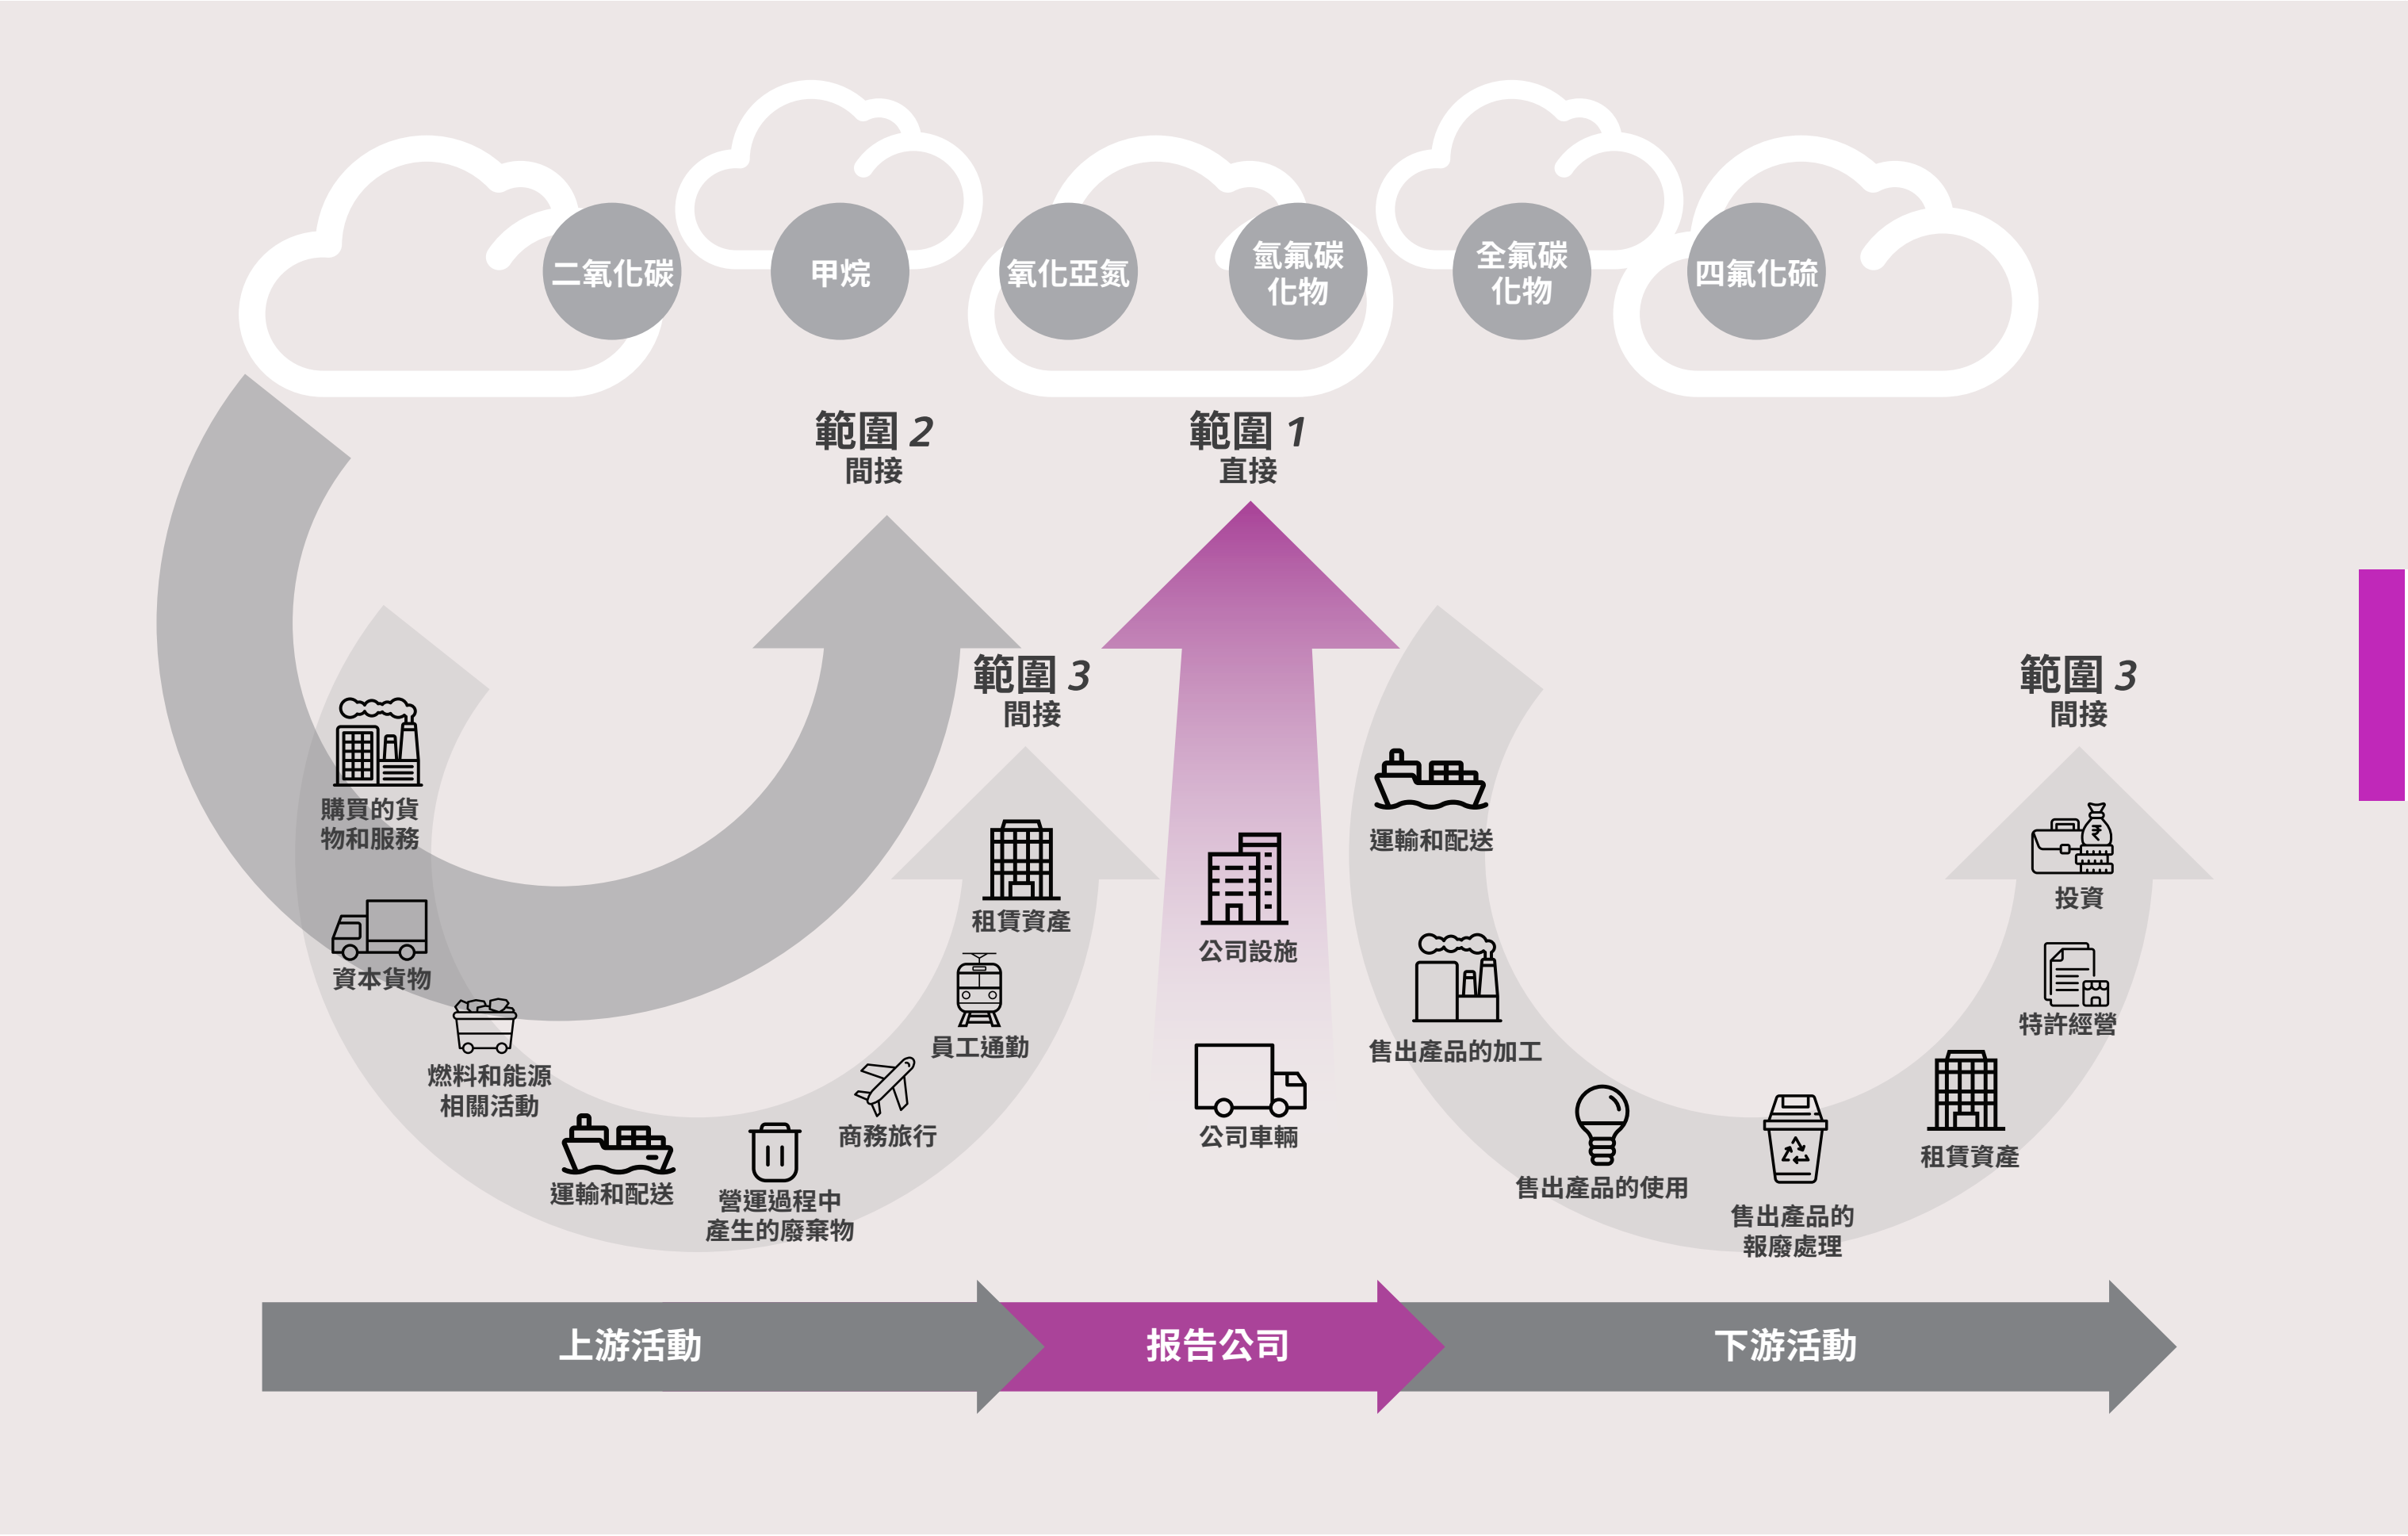 二氧化碳
甲烷
氧化亞氮
氫氟碳
化物
全氟碳
化物
四氟化硫
範圍 2
間接
範圍 1
直接
範圍 3
間接
範圍 3
間接
購買的貨
物和服務
資本貨物
燃料和能源
相關活動
運輸和配送
營運過程中
產生的廢棄物
商務旅行
員工通勤
租賃資產
公司設施
公司車輛
運輸和配送
售出產品的加工
售出產品的使用
售出產品的
報廢處理
租賃資產
特許經營
投資
₹
上游活動
报告公司
下游活動